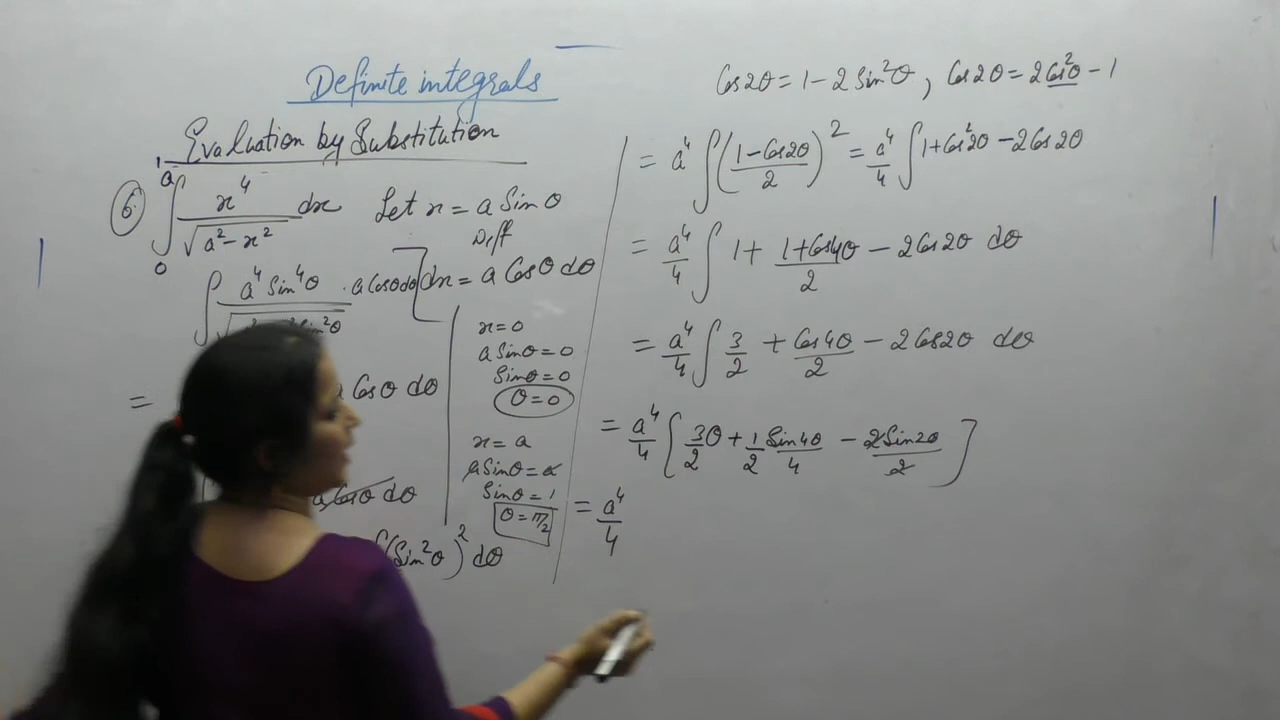 Definite integrals
Evaluation by Substitution
6. ∫₀ᵃ x⁴/√(a²-x²) dx Let x = a Sinθ
Diff
dx = a Cosθ dθ
∫ a⁴ Sin⁴θ/√ Sin²θ · a Cosθ dθ
= Cosθ dθ
a Cosθ dθ
∫(Sin²θ)² dθ
x=0
a Sinθ=0
Sinθ=0
θ=0
x=a
a Sinθ=a
Sinθ=1
θ=π/2
Cos2θ = 1-2Sin²θ, Cos2θ = 2Cos²θ-1
= a⁴ ∫((1-Cos2θ)/2)² = a⁴/4 ∫ 1+Cos²2θ-2Cos2θ
= a⁴/4 ∫ 1+ (1+Cos4θ)/2 - 2Cos2θ dθ
= a⁴/4 ∫ 3/2 + Cos4θ/2 - 2Cos2θ dθ
= a⁴/4 [3/2 θ + 1/2 Sin4θ/4 - 2Sin2θ/2]
= a⁴/4